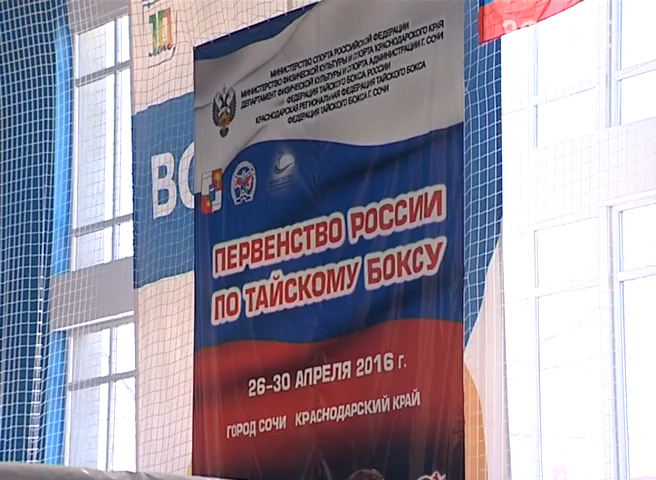 МИНИСТЕРСТВО СПОРТА РОССИЙСКОЙ ФЕДЕРАЦИИ
МИНИСТЕРСТВО ФИЗИЧЕСКОЙ КУЛЬТУРЫ И СПОРТА КРАСНОДАРСКОГО КРАЯ
ДЕПАРТАМЕНТ ФИЗИЧЕСКОЙ КУЛЬТУРЫ И СПОРТА АДМИНИСТРАЦИИ Г. СОЧИ
ФЕДЕРАЦИЯ ТАЙСКОГО БОКСА РОССИИ
КРАСНОДАРСКАЯ РЕГИОНАЛЬНАЯ ФЕДЕРАЦИЯ ТАЙСКОГО БОКСА
ФЕДЕРАЦИЯ ТАЙСКОГО БОКСА Г. СОЧИ
ПЕРВЕНСТВО РОССИИ
ПО ТАЙСКОМУ БОКСУ
26-30 АПРЕЛЯ 2016 г.
ГОРОД СОЧИ КРАСНОДАРСКИЙ КРАЙ